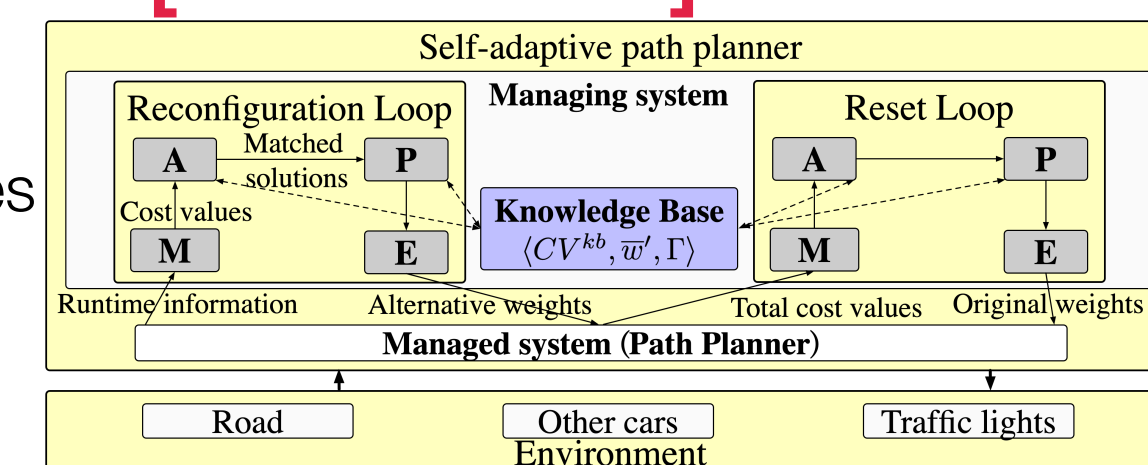 Self-adaptive path planner
Managing system
Reconfiguration Loop
A
Matched
solutions
P
Cost values
M
E
Knowledge Base
⟨CV^{kb}, w̅′, Γ⟩
Reset Loop
A
P
M
E
Runtime information
Alternative weights
Total cost values
Original weights
Managed system (Path Planner)
Road
Other cars
Traffic lights
Environment